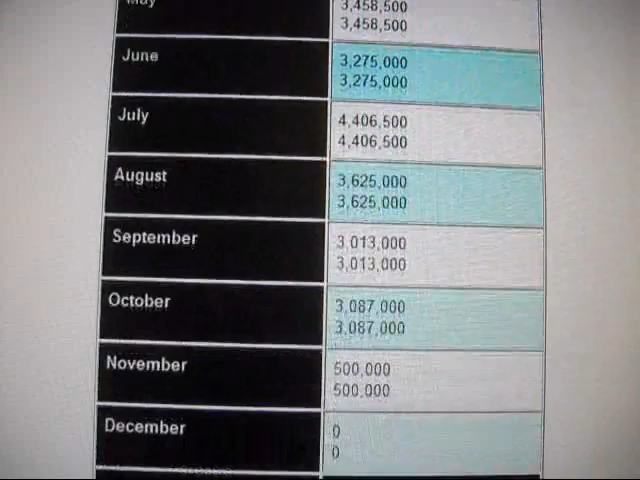 May
3,458,500
3,458,500
June
3,275,000
3,275,000
July
4,406,500
4,406,500
August
3,625,000
3,625,000
September
3,013,000
3,013,000
October
3,087,000
3,087,000
November
500,000
500,000
December
0
0